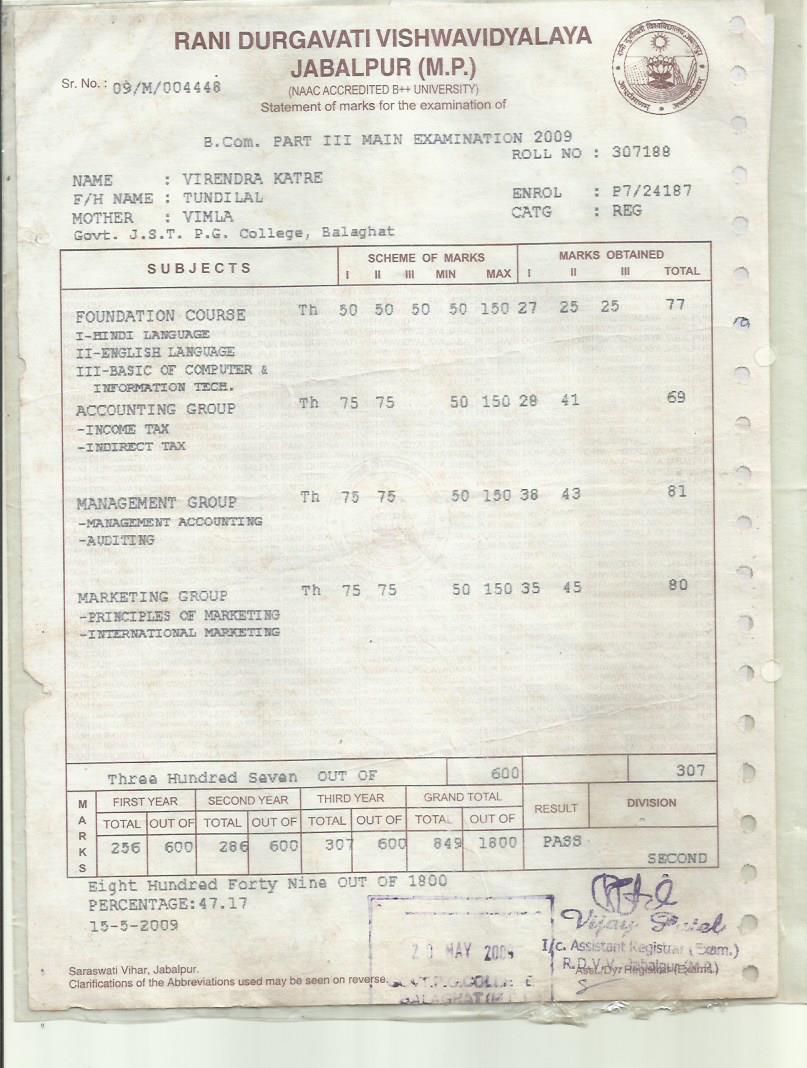 RANI DURGAVATI VISHWAVIDYALAYA
JABALPUR (M.P.)
Sr. No. : 09/M/004448
(NAAC ACCREDITED B++ UNIVERSITY)
Statement of marks for the examination of
B.Com. PART III MAIN EXAMINATION 2009
ROLL NO : 307188
NAME : VIRENDRA KATRE
F/H NAME : TUNDILAL ENROL : P7/24187
MOTHER : VIMLA CATG : REG
Govt. J.S.T. P.G. College, Balaghat
SUBJECTS SCHEME OF MARKS MARKS OBTAINED
I II III MIN MAX I II III TOTAL
FOUNDATION COURSE Th 50 50 50 50 150 27 25 25 77
I-HINDI LANGUAGE
II-ENGLISH LANGUAGE
III-BASIC OF COMPUTER &
INFORMATION TECH.
ACCOUNTING GROUP Th 75 75 50 150 28 41 69
-INCOME TAX
-INDIRECT TAX
MANAGEMENT GROUP Th 75 75 50 150 38 43 81
-MANAGEMENT ACCOUNTING
-AUDITING
MARKETING GROUP Th 75 75 50 150 35 45 80
-PRINCIPLES OF MARKETING
-INTERNATIONAL MARKETING
Three Hundred Seven OUT OF 600 307
MARKS FIRST YEAR SECOND YEAR THIRD YEAR GRAND TOTAL RESULT DIVISION
TOTAL OUT OF TOTAL OUT OF TOTAL OUT OF TOTAL OUT OF
256 600 286 600 307 600 849 1800 PASS
SECOND
Eight Hundred Forty Nine OUT OF 1800
PERCENTAGE:47.17
15-5-2009
20 MAY 2009
Vijay Patel
I/c. Assistant Registrar (Exam.)
R.D.V.V. Jabalpur (M.P.)
Asst./Dy. Registrar (Exams.)
Saraswati Vihar, Jabalpur.
Clarifications of the Abbreviations used may be seen on reverse.
GOVT. P.G. COLLEGE
BALAGHAT (M.P.)